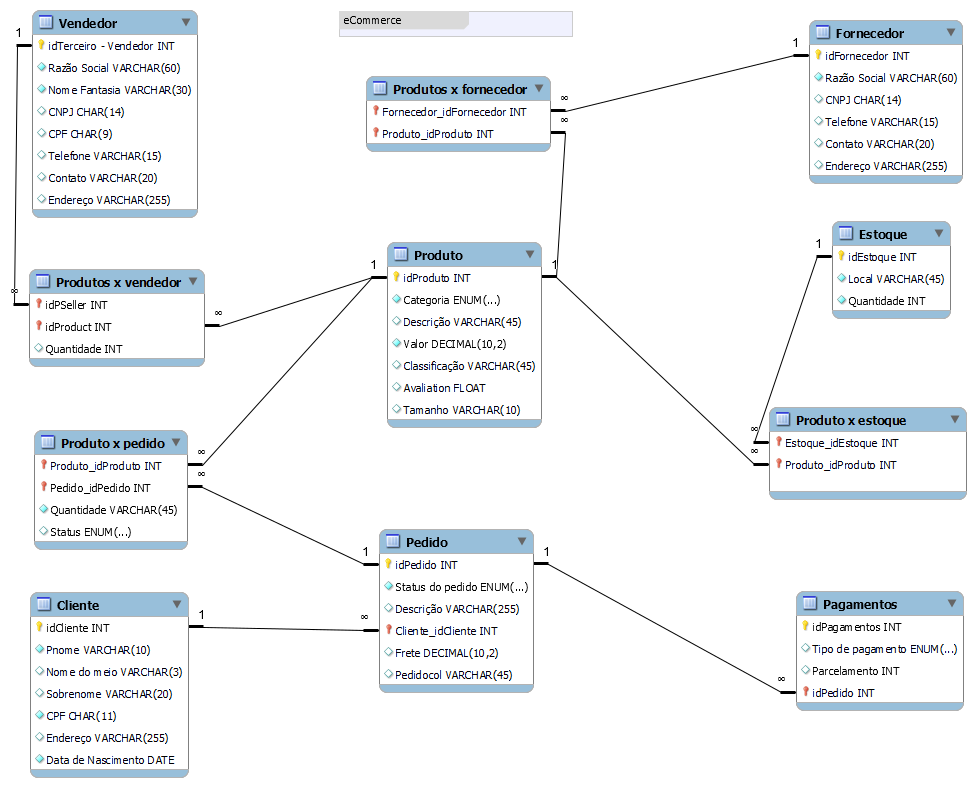 eCommerce
Vendedor
idTerceiro - Vendedor INT
Razão Social VARCHAR(60)
Nome Fantasia VARCHAR(30)
CNPJ CHAR(14)
CPF CHAR(9)
Telefone VARCHAR(15)
Contato VARCHAR(20)
Endereço VARCHAR(255)
1
∞
Produtos x fornecedor
Fornecedor_idFornecedor INT
Produto_idProduto INT
∞
∞
1
Fornecedor
idFornecedor INT
Razão Social VARCHAR(60)
CNPJ CHAR(14)
Telefone VARCHAR(15)
Contato VARCHAR(20)
Endereço VARCHAR(255)
Produtos x vendedor
idPSeller INT
idProduct INT
Quantidade INT
∞
1
Produto
idProduto INT
Categoria ENUM(...)
Descrição VARCHAR(45)
Valor DECIMAL(10,2)
Classificação VARCHAR(45)
Avaliation FLOAT
Tamanho VARCHAR(10)
1
1
Estoque
idEstoque INT
Local VARCHAR(45)
Quantidade INT
Produto x pedido
Produto_idProduto INT
Pedido_idPedido INT
Quantidade VARCHAR(45)
Status ENUM(...)
∞
∞
∞
∞
Produto x estoque
Estoque_idEstoque INT
Produto_idProduto INT
Cliente
idCliente INT
Pnome VARCHAR(10)
Nome do meio VARCHAR(3)
Sobrenome VARCHAR(20)
CPF CHAR(11)
Endereço VARCHAR(255)
Data de Nascimento DATE
1
∞
1
Pedido
idPedido INT
Status do pedido ENUM(...)
Descrição VARCHAR(255)
Cliente_idCliente INT
Frete DECIMAL(10,2)
Pedidocol VARCHAR(45)
1
∞
Pagamentos
idPagamentos INT
Tipo de pagamento ENUM(...)
Parcelamento INT
idPedido INT